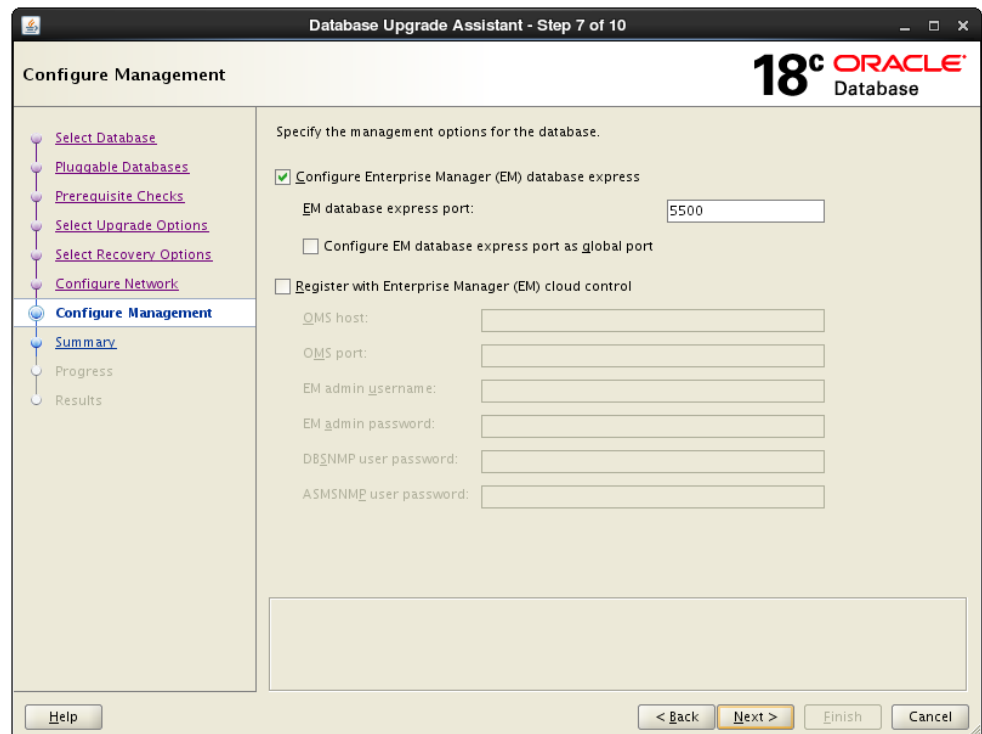 Database Upgrade Assistant - Step 7 of 10
Configure Management
18c ORACLE Database
Select Database
Pluggable Databases
Prerequisite Checks
Select Upgrade Options
Select Recovery Options
Configure Network
Configure Management
Summary
Progress
Results
Specify the management options for the database.
Configure Enterprise Manager (EM) database express
EM database express port: 5500
Configure EM database express port as global port
Register with Enterprise Manager (EM) cloud control
OMS host:
OMS port:
EM admin username:
EM admin password:
DBSNMP user password:
ASMSNMP user password:
Help < Back Next > Finish Cancel